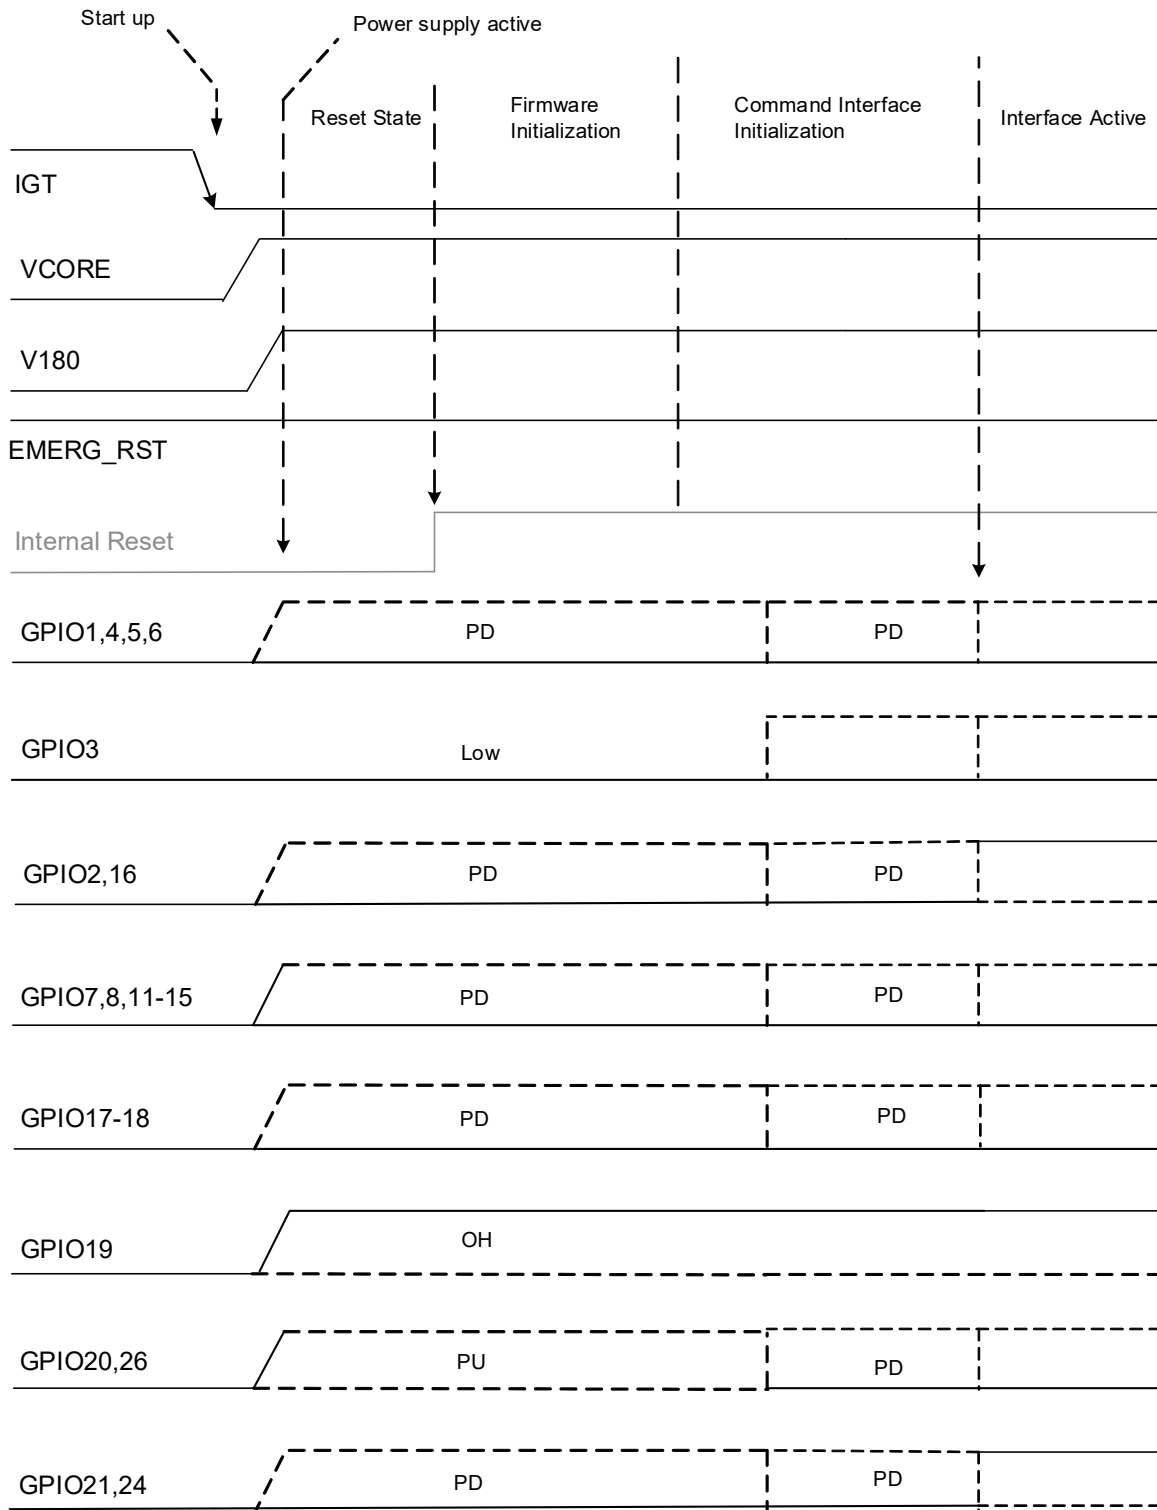 Start up
Power supply active
Reset State
Firmware
Initialization
Command Interface
Initialization
Interface Active
IGT
VCORE
V180
EMERG_RST
Internal Reset
GPIO1,4,5,6
PD
PD
GPIO3
Low
GPIO2,16
PD
PD
GPIO7,8,11-15
PD
PD
GPIO17-18
PD
PD
GPIO19
OH
GPIO20,26
PU
PD
GPIO21,24
PD
PD